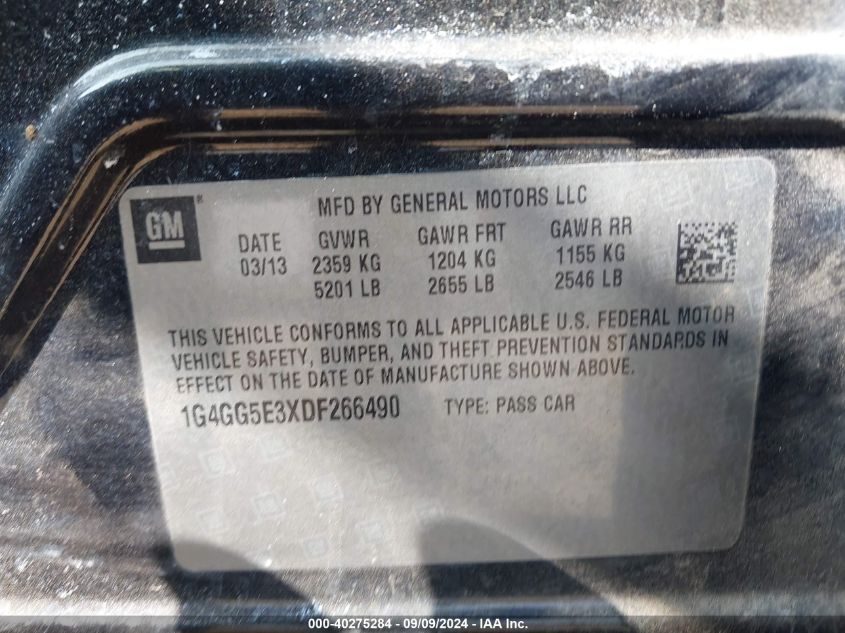 GM
®
MFD BY GENERAL MOTORS LLC
DATE GVWR GAWR FRT GAWR RR
03/13 2359 KG 1204 KG 1155 KG
5201 LB 2655 LB 2546 LB
THIS VEHICLE CONFORMS TO ALL APPLICABLE U.S. FEDERAL MOTOR
VEHICLE SAFETY, BUMPER, AND THEFT PREVENTION STANDARDS IN
EFFECT ON THE DATE OF MANUFACTURE SHOWN ABOVE.
1G4GG5E3XDF266490 TYPE: PASS CAR
000-40275284 - 09/09/2024 - IAA Inc.